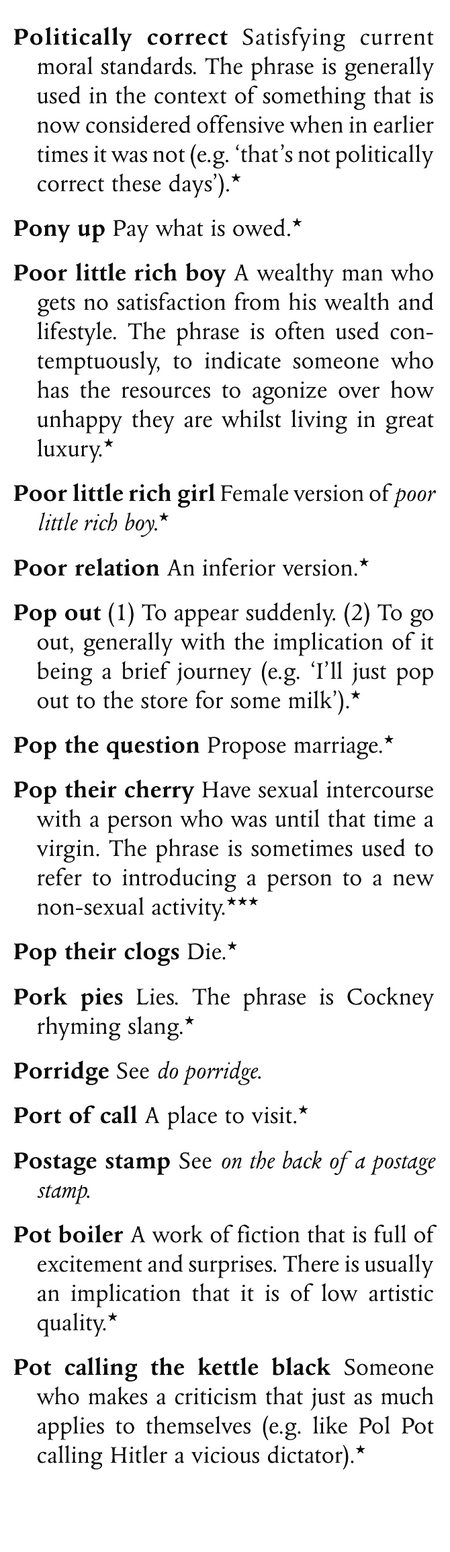 Politically correct Satisfying current
moral standards. The phrase is generally
used in the context of something that is
now considered offensive when in earlier
times it was not (e.g. ‘that’s not politically
correct these days’).★
Pony up Pay what is owed.★
Poor little rich boy A wealthy man who
gets no satisfaction from his wealth and
lifestyle. The phrase is often used con-
temptuously, to indicate someone who
has the resources to agonize over how
unhappy they are whilst living in great
luxury.★
Poor little rich girl Female version of poor
little rich boy.★
Poor relation An inferior version.★
Pop out (1) To appear suddenly. (2) To go
out, generally with the implication of it
being a brief journey (e.g. ‘I’ll just pop
out to the store for some milk’).★
Pop the question Propose marriage.★
Pop their cherry Have sexual intercourse
with a person who was until that time a
virgin. The phrase is sometimes used to
refer to introducing a person to a new
non-sexual activity.★★★
Pop their clogs Die.★
Pork pies Lies. The phrase is Cockney
rhyming slang.★
Porridge See do porridge.
Port of call A place to visit.★
Postage stamp See on the back of a postage
stamp.
Pot boiler A work of fiction that is full of
excitement and surprises. There is usually
an implication that it is of low artistic
quality.★
Pot calling the kettle black Someone
who makes a criticism that just as much
applies to themselves (e.g. like Pol Pot
calling Hitler a vicious dictator).★